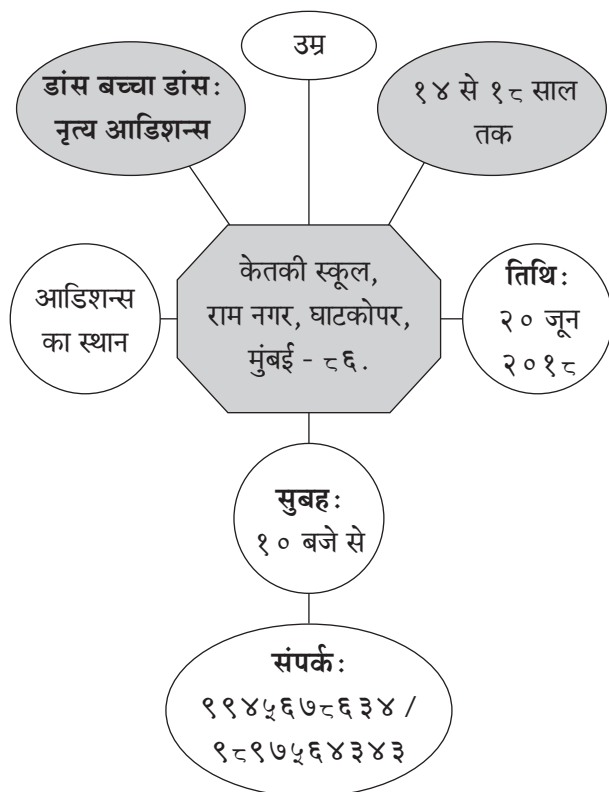 उम्र
डांस बच्चा डांस:
नृत्य आडिशन्स
१४ से १८ साल
तक
केतकी स्कूल,
राम नगर, घाटकोपर,
मुंबई - ८६.
आडिशन्स
का स्थान
तिथि:
२० जून
२०१८
सुबह:
१० बजे से
संपर्क:
९९४५६७८६३४ /
९८९७५६४३४३